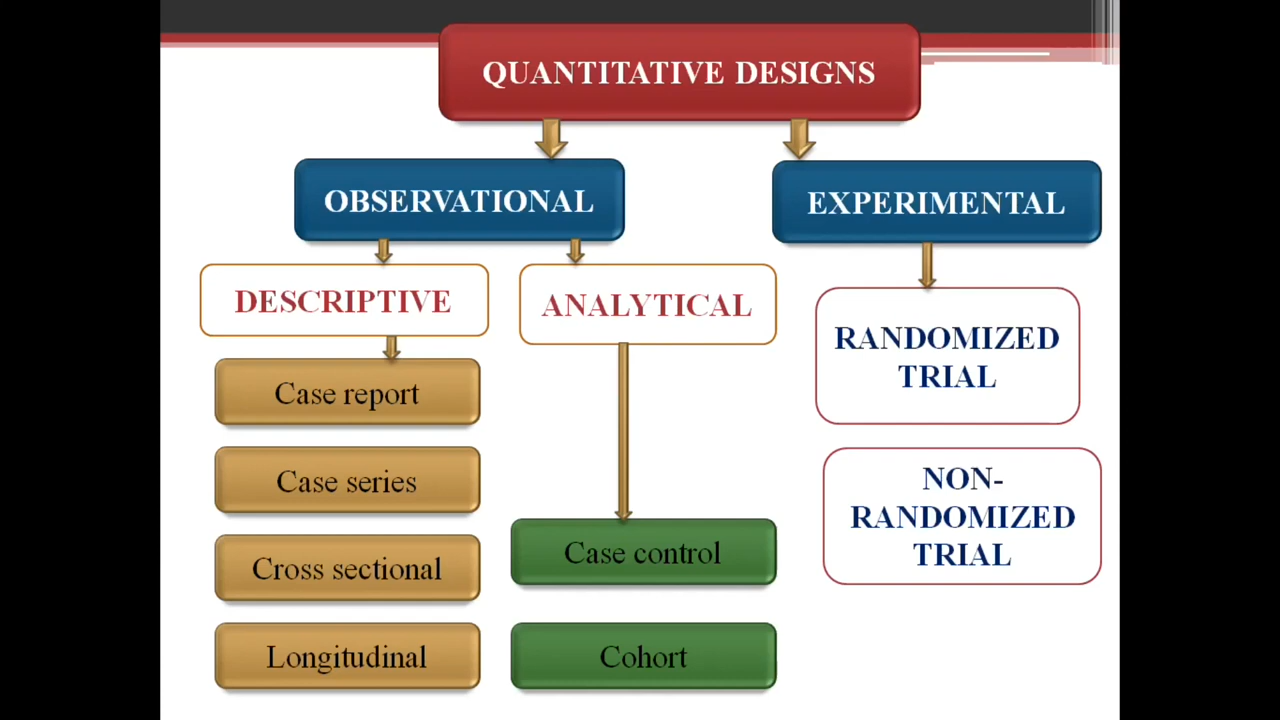 QUANTITATIVE DESIGNS
OBSERVATIONAL
EXPERIMENTAL
DESCRIPTIVE
ANALYTICAL
RANDOMIZED
TRIAL
Case report
Case series
NON-
RANDOMIZED
TRIAL
Cross sectional
Case control
Longitudinal
Cohort